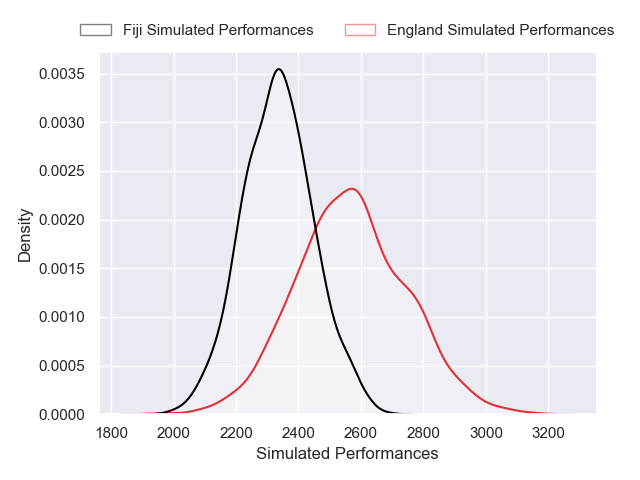 Fiji Simulated Performances England Simulated Performances
0.0035
0.0030
0.0025
0.0020
0.0015
0.0010
0.0005
0.0000
Density
1800 2000 2200 2400 2600 2800 3000 3200
Simulated Performances